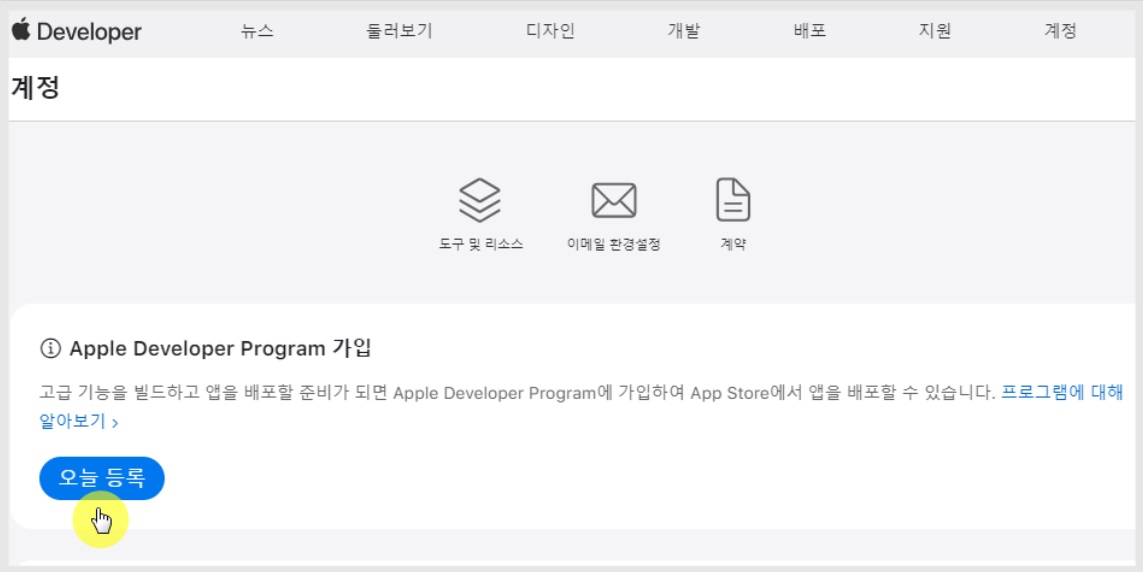 Developer 뉴스 둘러보기 디자인 개발 배포 지원 계정
계정
도구 및 리소스 이메일 환경설정 계약
Apple Developer Program 가입
고급 기능을 빌드하고 앱을 배포할 준비가 되면 Apple Developer Program에 가입하여 App Store에서 앱을 배포할 수 있습니다. 프로그램에 대해
알아보기 >
오늘 등록